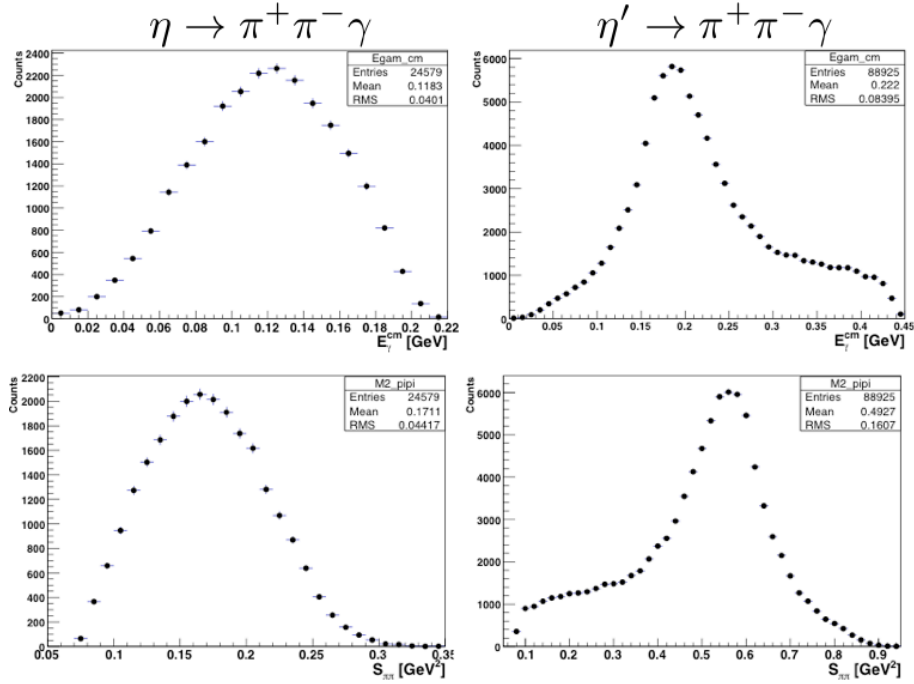 η → π⁺π⁻γ
η′ → π⁺π⁻γ
Counts
2400
2200
2000
1800
1600
1400
1200
1000
800
600
400
200
0
0 0.02 0.04 0.06 0.08 0.1 0.12 0.14 0.16 0.18 0.2 0.22
E_γ^cm [GeV]
Egam_cm
Entries 24579
Mean 0.1183
RMS 0.0401
Counts
6000
5000
4000
3000
2000
1000
0
0 0.05 0.1 0.15 0.2 0.25 0.3 0.35 0.4 0.45
E_γ^cm [GeV]
Egam_cm
Entries 88925
Mean 0.222
RMS 0.08395
Counts
2200
2000
1800
1600
1400
1200
1000
800
600
400
200
0
0.05 0.1 0.15 0.2 0.25 0.3 0.35
S_ππ [GeV²]
M2_pipi
Entries 24579
Mean 0.1711
RMS 0.04417
Counts
6000
5000
4000
3000
2000
1000
0
0.1 0.2 0.3 0.4 0.5 0.6 0.7 0.8 0.9
S_ππ [GeV²]
M2_pipi
Entries 88925
Mean 0.4927
RMS 0.1607